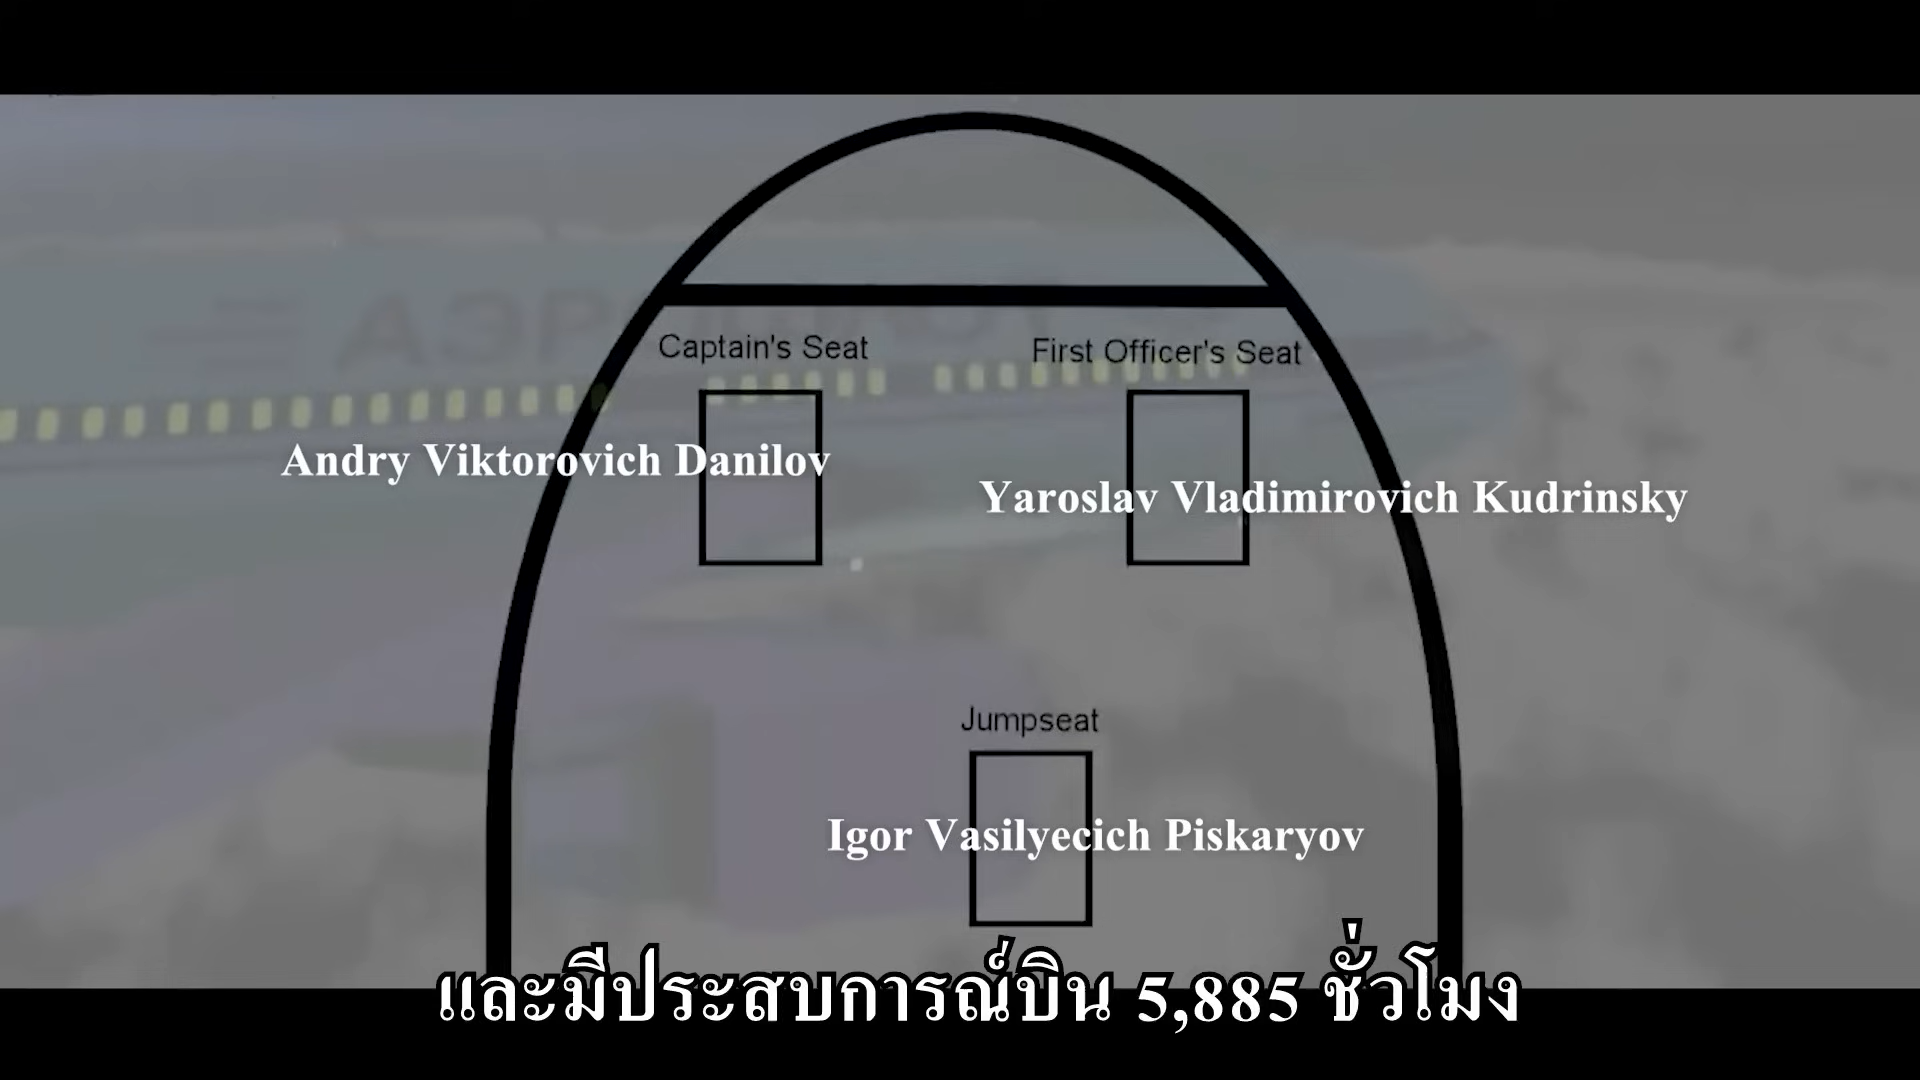 Captain's Seat
First Officer's Seat
Andry Viktorovich Danilov
Yaroslav Vladimirovich Kudrinsky
Jumpseat
Igor Vasilyecich Piskaryov
และมีประสบการณ์บิน 5,885 ชั่วโมง